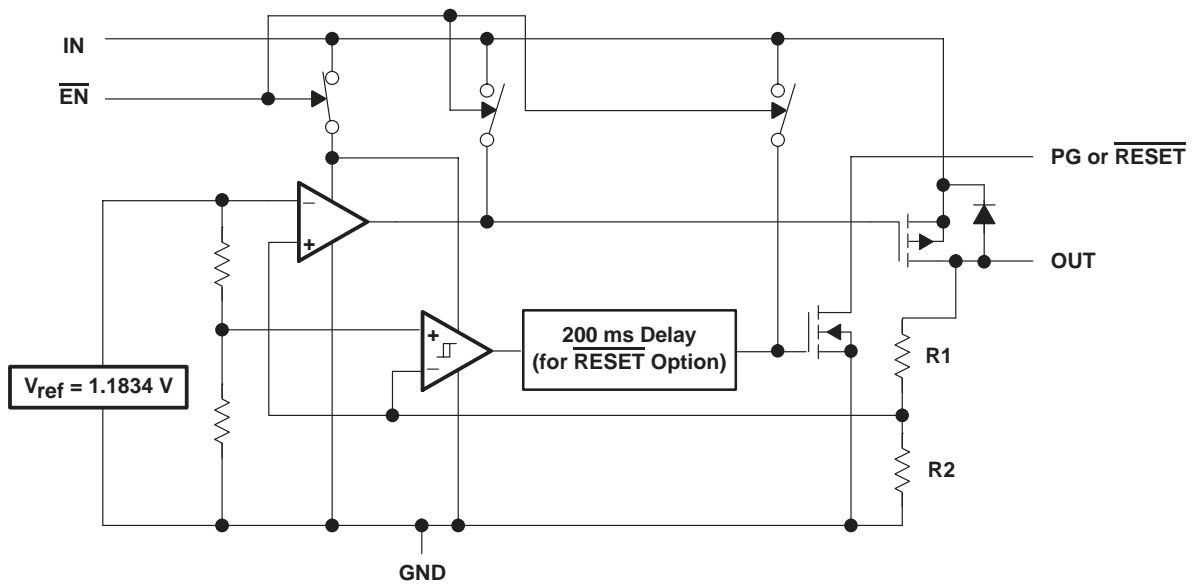 IN
EN
PG or RESET
OUT
−
+
+
−
200 ms Delay
(for RESET Option)
R1
Vref = 1.1834 V
R2
GND